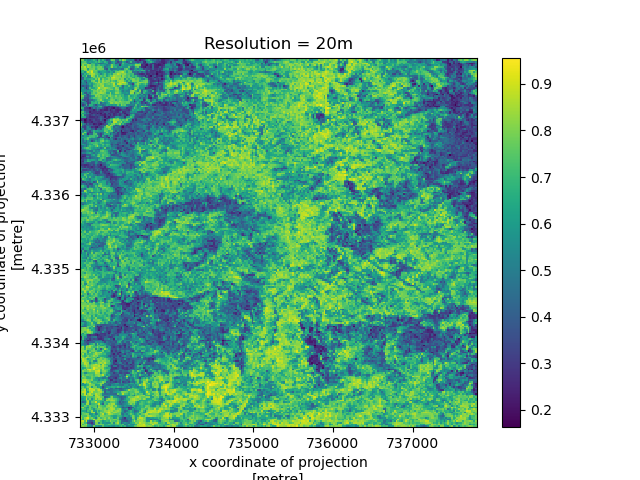 Resolution = 20m
1e6
4.337
4.336
4.335
4.334
4.333
733000 734000 735000 736000 737000
x coordinate of projection
[metre]
y coordinate of projection
[metre]
0.9
0.8
0.7
0.6
0.5
0.4
0.3
0.2